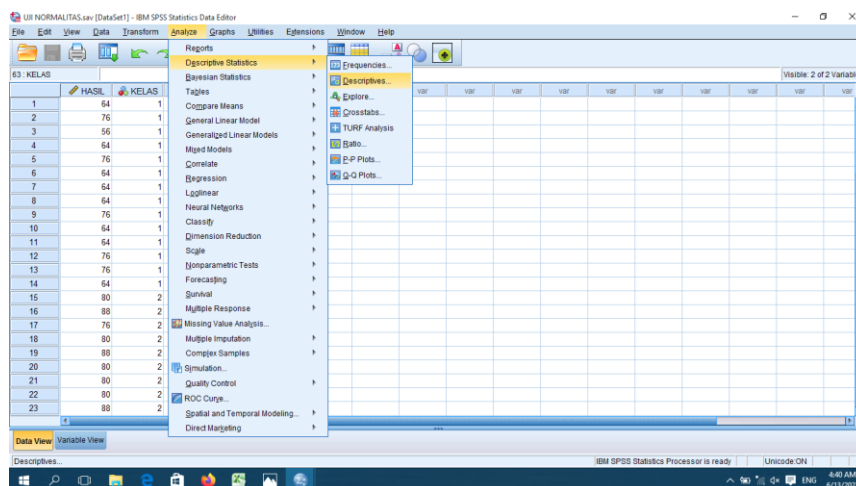 UJI NORMALITAS.sav [DataSet1] - IBM SPSS Statistics Data Editor
File Edit View Data Transform Analyze Graphs Utilities Extensions Window Help
63 : KELAS
Visible: 2 of 2 Variabl
HASIL KELAS var var var var var var var var
1 64 1
2 76 1
3 56 1
4 64 1
5 76 1
6 64 1
7 64 1
8 64 1
9 76 1
10 64 1
11 64 1
12 76 1
13 76 1
14 64 1
15 80 2
16 88 2
17 76 2
18 80 2
19 88 2
20 80 2
21 80 2
22 80 2
23 88 2
Reports
Descriptive Statistics
Bayesian Statistics
Tables
Compare Means
General Linear Model
Generalized Linear Models
Mixed Models
Correlate
Regression
Loglinear
Neural Networks
Classify
Dimension Reduction
Scale
Nonparametric Tests
Forecasting
Survival
Multiple Response
Missing Value Analysis...
Multiple Imputation
Complex Samples
Simulation...
Quality Control
ROC Curve...
Spatial and Temporal Modeling...
Direct Marketing
Frequencies...
Descriptives...
Explore...
Crosstabs...
TURF Analysis
Ratio...
P-P Plots...
Q-Q Plots...
Data View Variable View
Descriptives...
IBM SPSS Statistics Processor is ready
Unicode:ON
ENG
4:40 AM